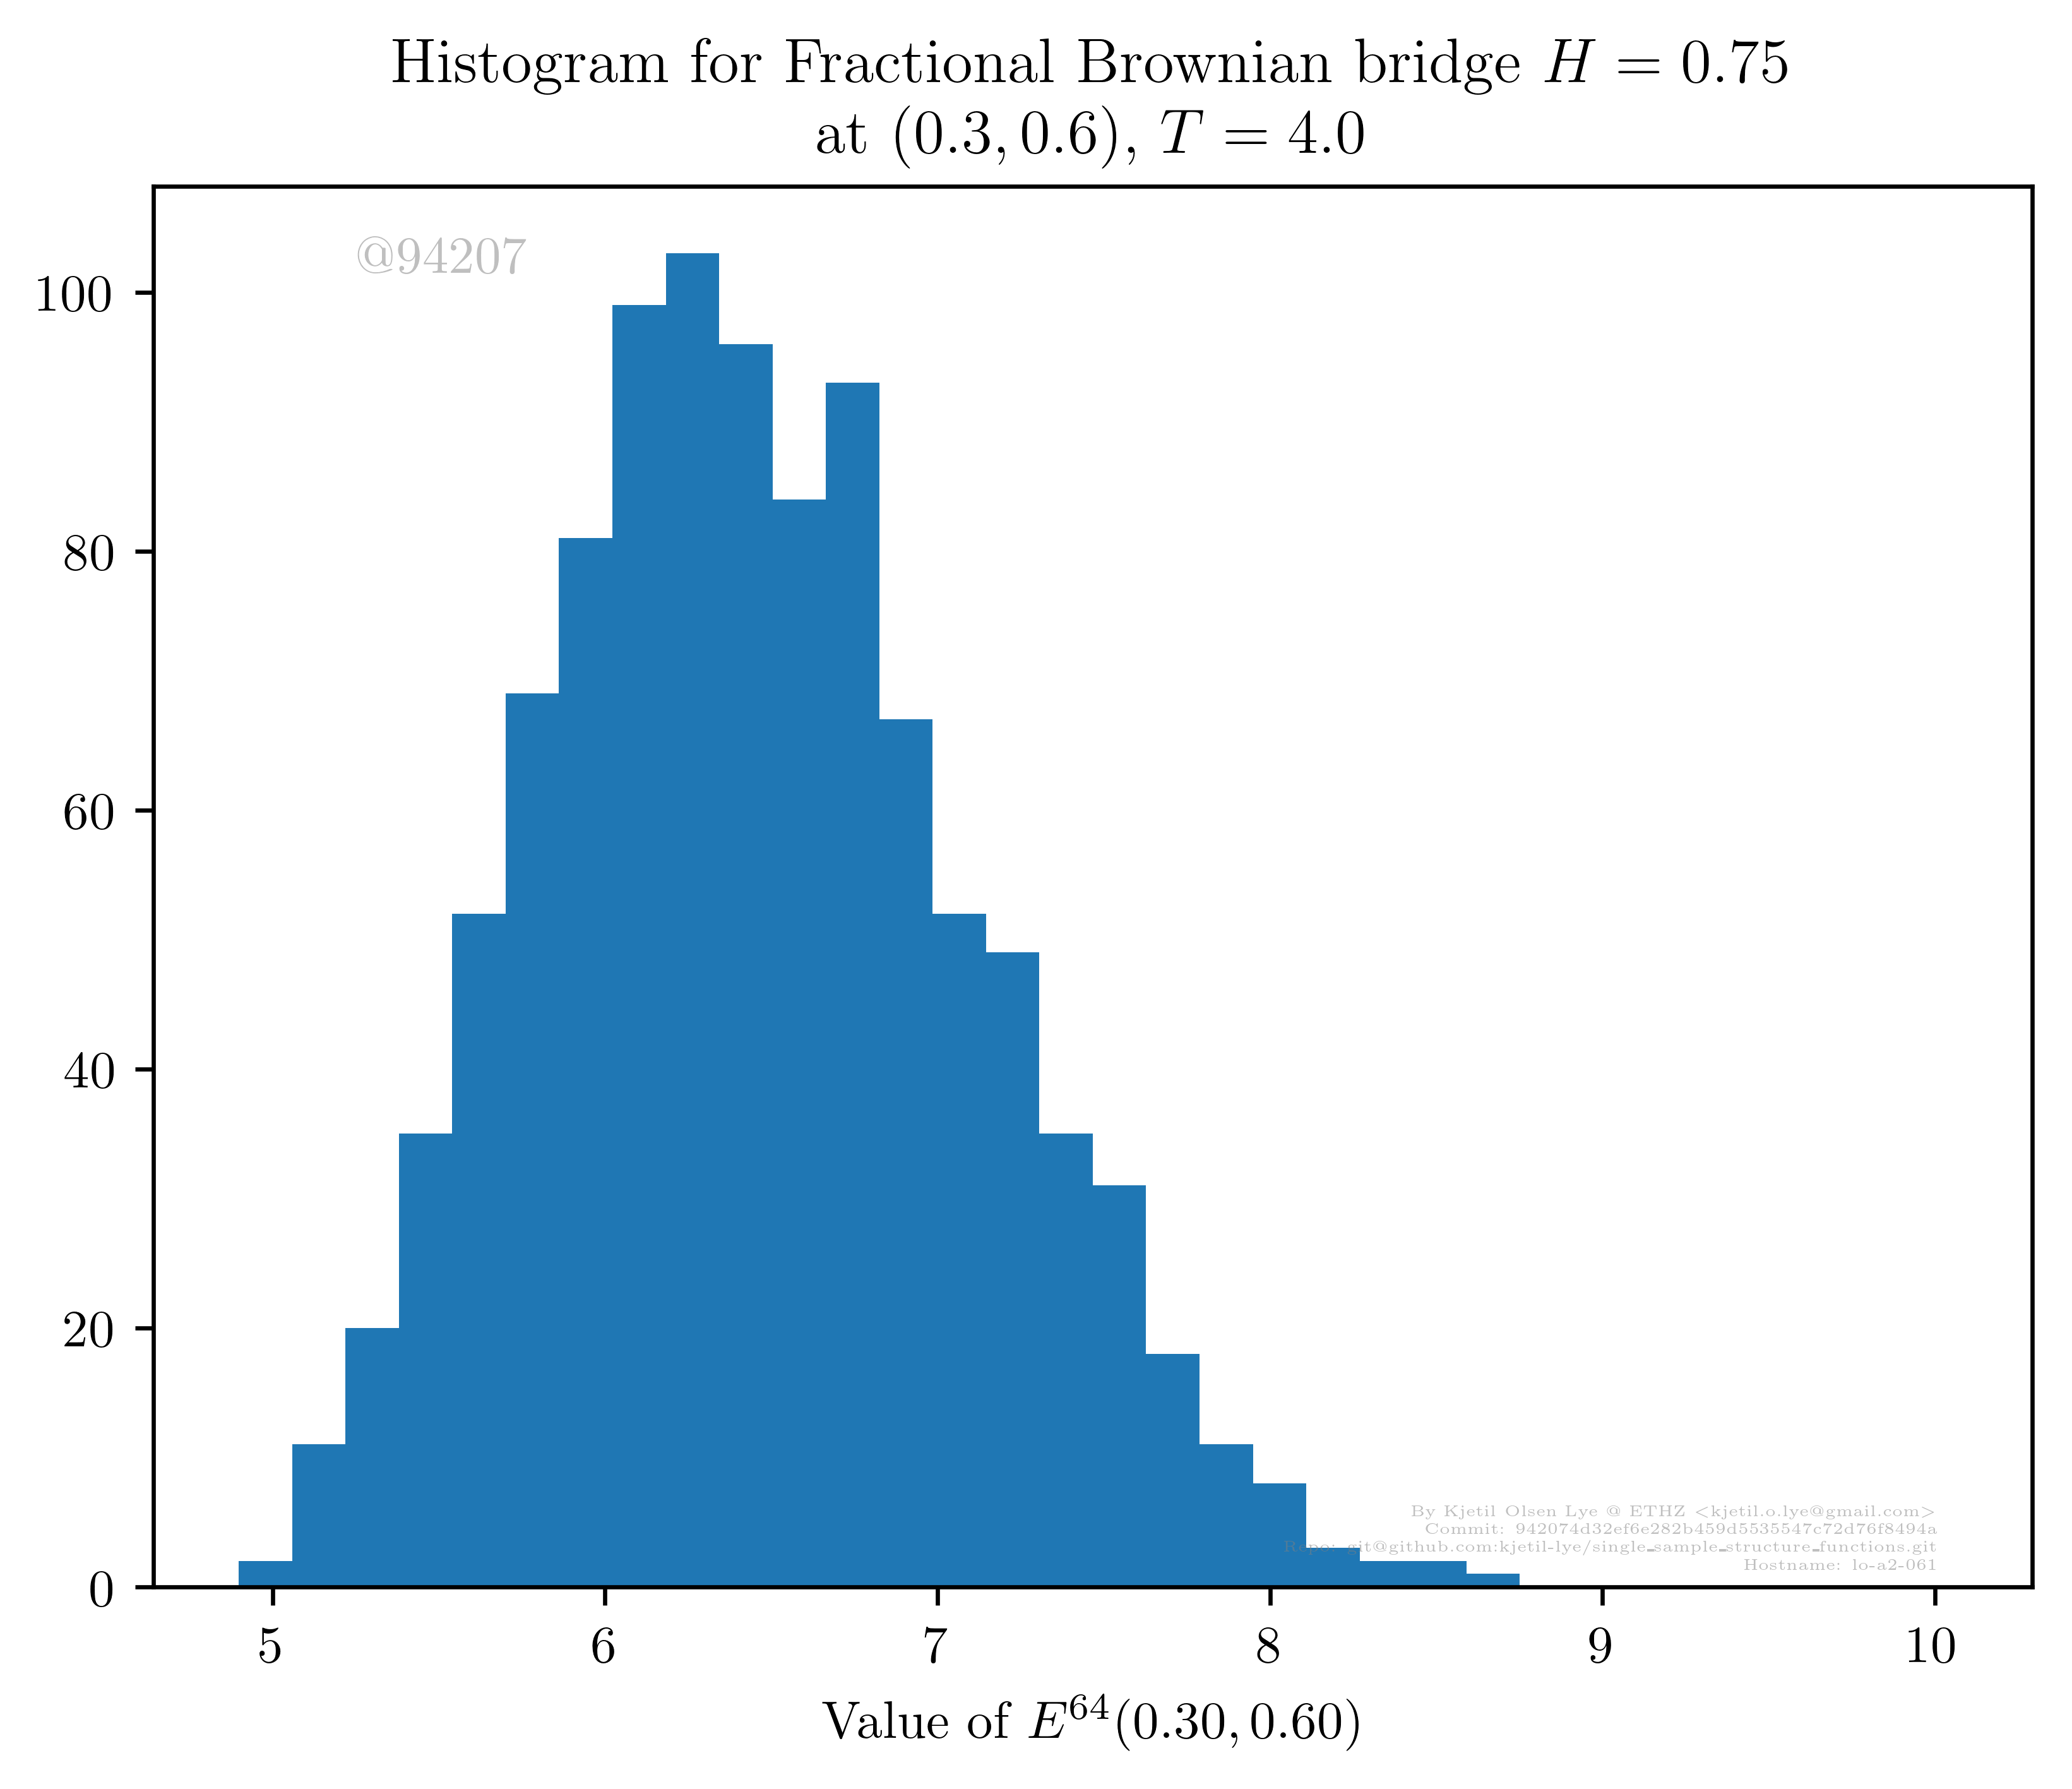 Histogram for Fractional Brownian bridge H = 0.75
at (0.3, 0.6), T = 4.0
@94207
100
80
60
40
20
0
By Kjetil Olsen Lye @ ETHZ <kjetil.o.lye@gmail.com>
Commit: 942074d32ef6e282b459d5535547c72d76f8494a
Repo: git@github.com:kjetil-lye/single_sample_structure_functions.git
Hostname: lo-a2-061
5 6 7 8 9 10
Value of E^64(0.30, 0.60)